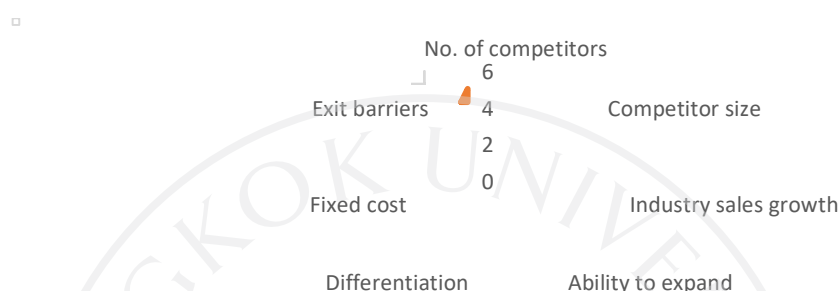 No. of competitors
6
Exit barriers 4 Competitor size
2
0
Fixed cost Industry sales growth
Differentiation Ability to expand